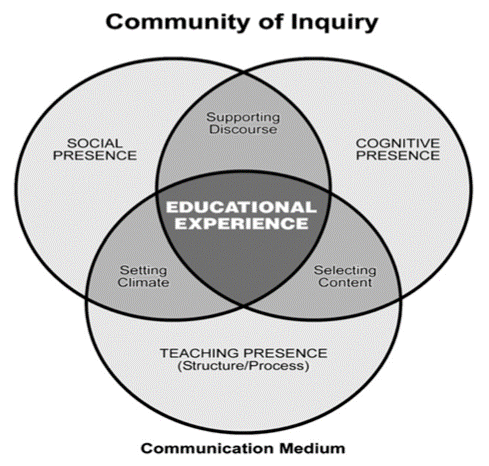 Community of Inquiry
Supporting
Discourse
SOCIAL
PRESENCE
COGNITIVE
PRESENCE
EDUCATIONAL
EXPERIENCE
Setting
Climate
Selecting
Content
TEACHING PRESENCE
(Structure/Process)
Communication Medium